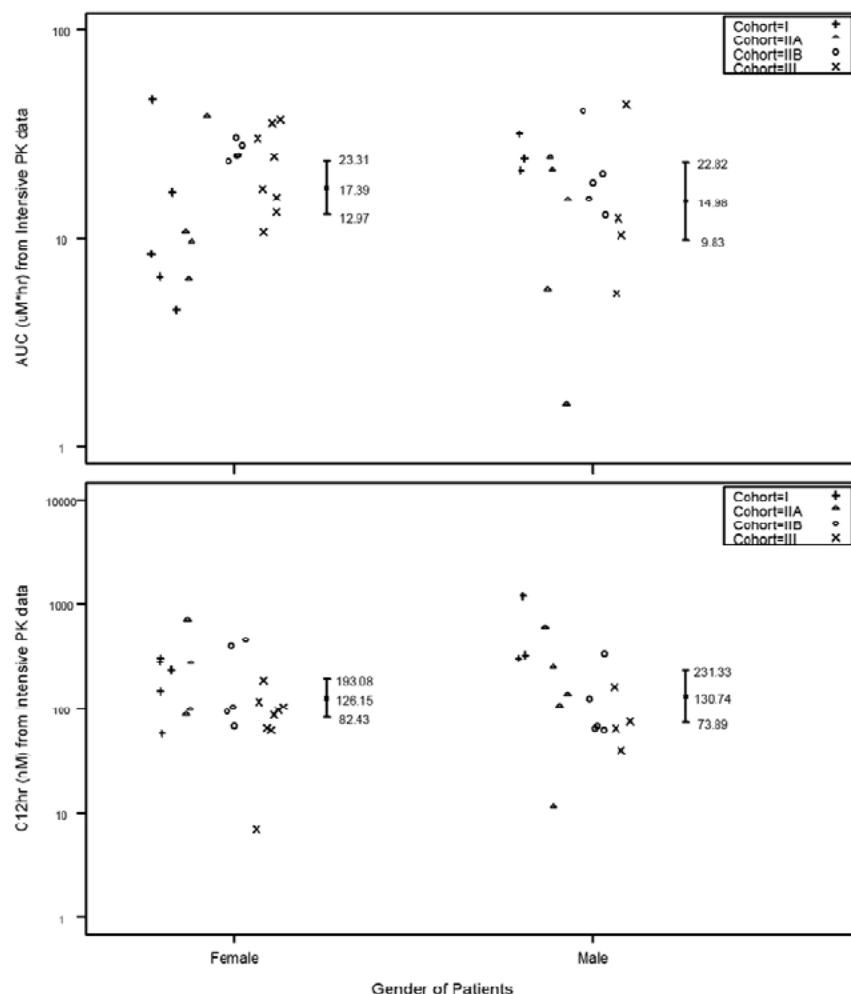 100
Cohort=I
Cohort=IIA
Cohort=IIB
Cohort=III
23.31
17.39
12.97
22.82
14.98
9.83
10
1
AUC (uM*hr) from Intensive PK data
10000
Cohort=I
Cohort=IIA
Cohort=IIB
Cohort=III
1000
193.08
126.15
82.43
231.33
130.74
73.89
100
10
1
C12hr (nM) from intensive PK data
Female
Male
Gender of Patients